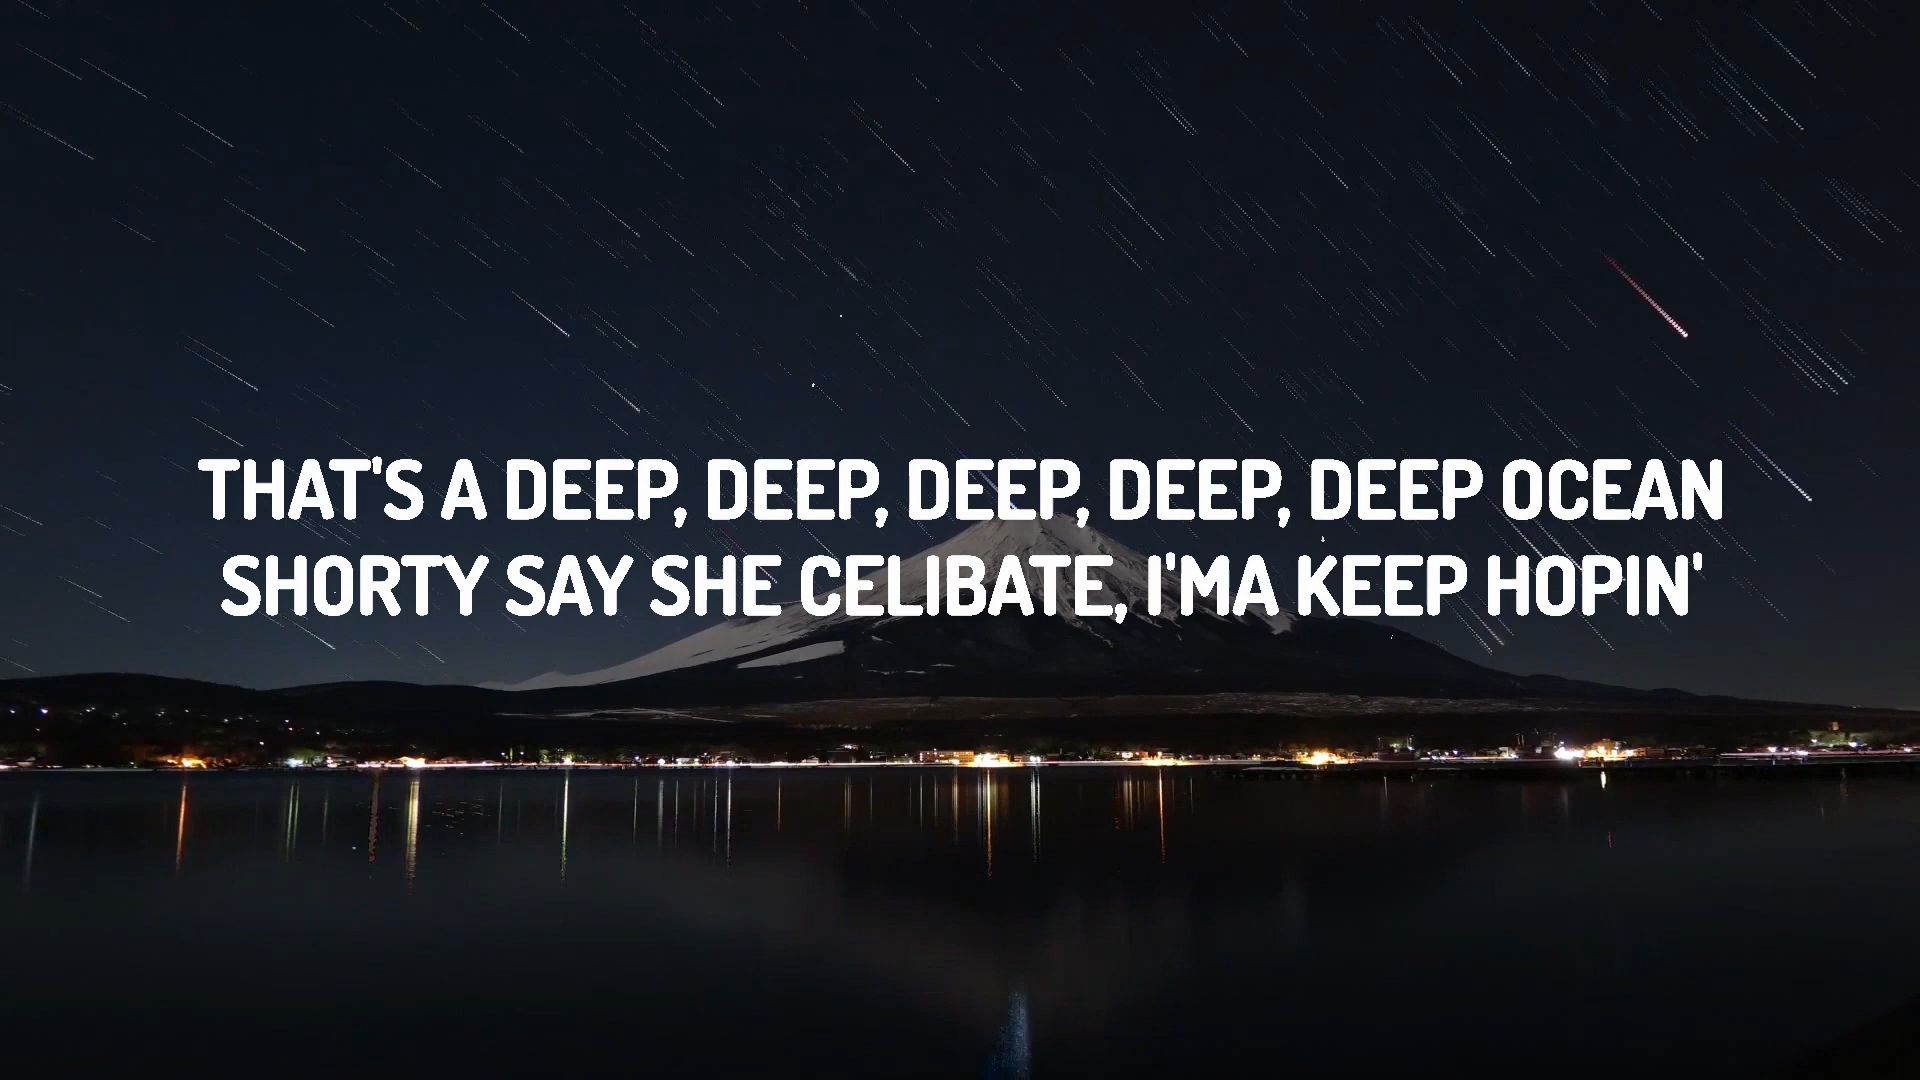 THAT'S A DEEP, DEEP, DEEP, DEEP, DEEP OCEAN
SHORTY SAY SHE CELIBATE, I'MA KEEP HOPIN'